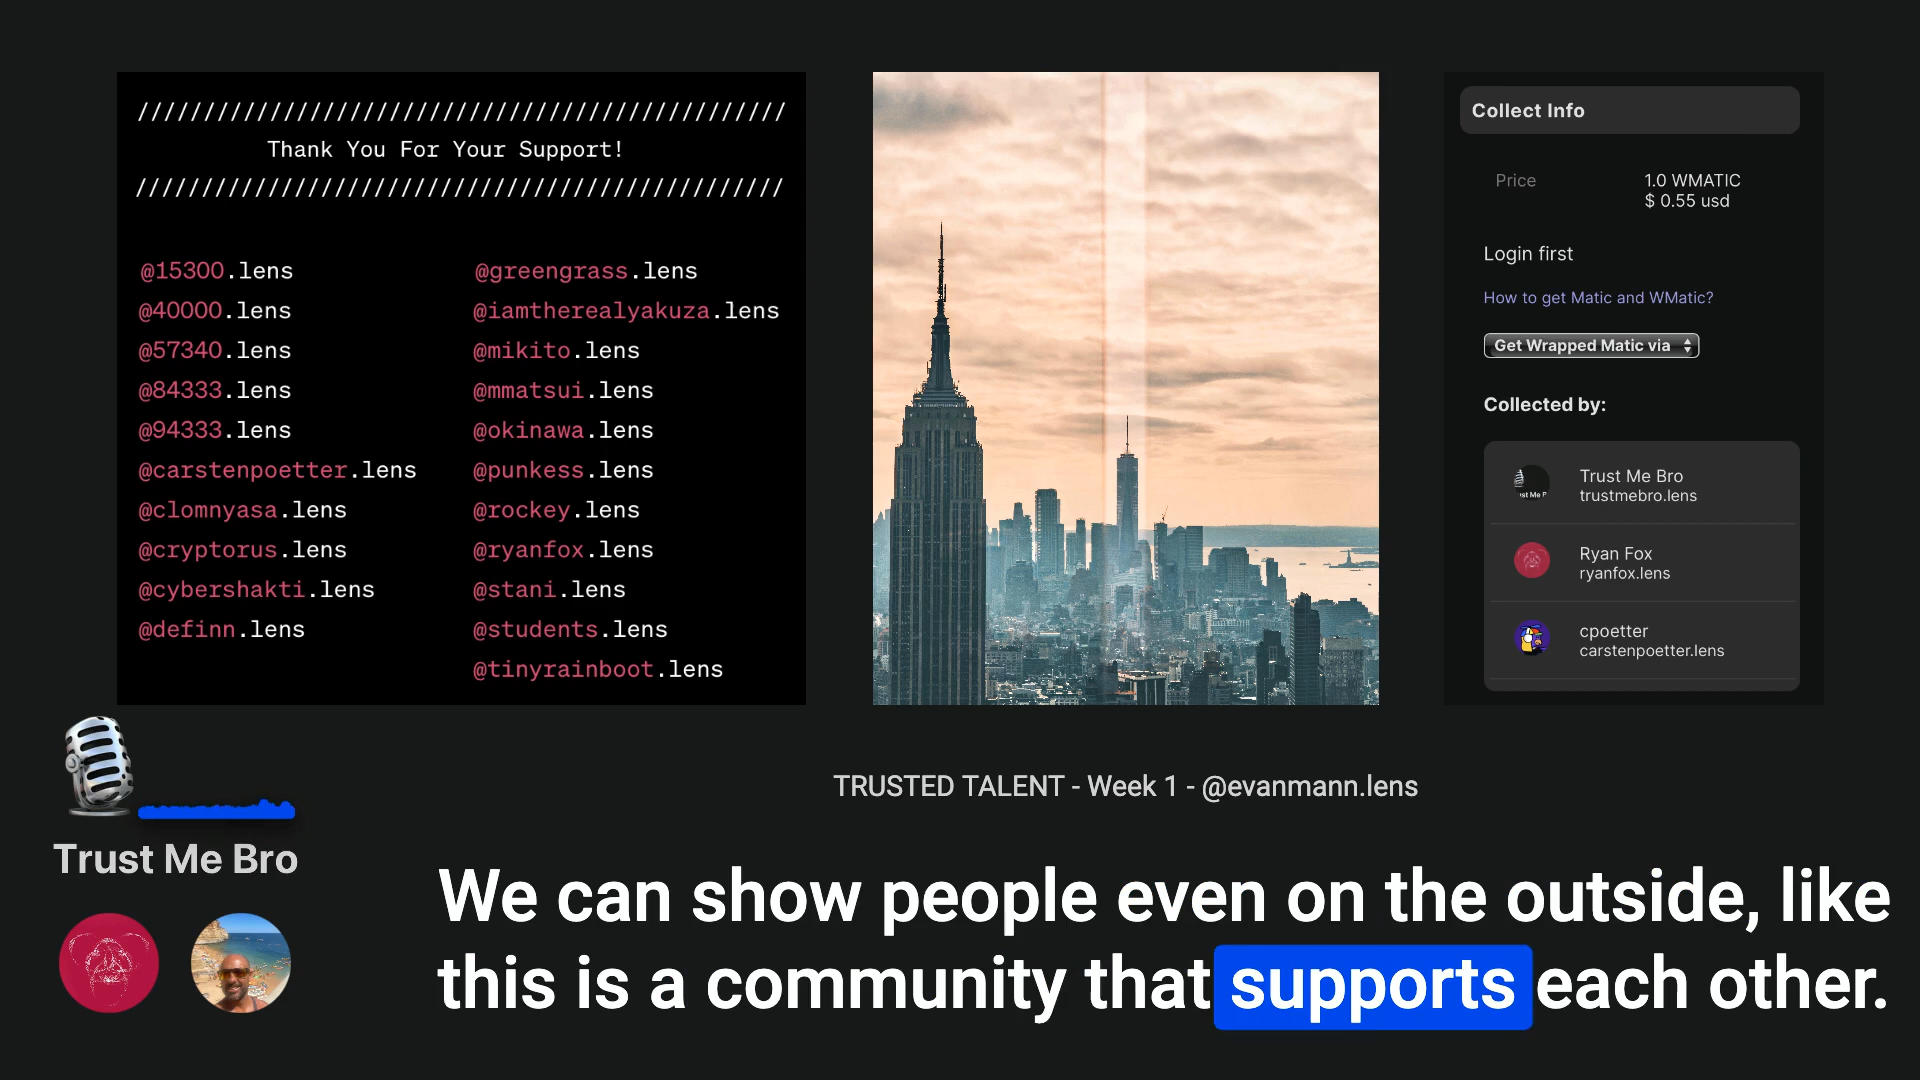 ////////////////////////////////////////////////
Thank You For Your Support!
////////////////////////////////////////////////
@15300.lens
@40000.lens
@57340.lens
@84333.lens
@94333.lens
@carstenpoetter.lens
@clomnyasa.lens
@cryptorus.lens
@cybershakti.lens
@definn.lens
@greengrass.lens
@iamtherealyakuza.lens
@mikito.lens
@mmatsui.lens
@okinawa.lens
@punkess.lens
@rockey.lens
@ryanfox.lens
@stani.lens
@students.lens
@tinyrainboot.lens
Collect Info
Price 1.0 WMATIC
$ 0.55 usd
Login first
How to get Matic and WMatic?
Get Wrapped Matic via
Collected by:
Trust Me Bro
trustmebro.lens
Ryan Fox
ryanfox.lens
cpoetter
carstenpoetter.lens
TRUSTED TALENT - Week 1 - @evanmann.lens
Trust Me Bro
We can show people even on the outside, like
this is a community that supports each other.